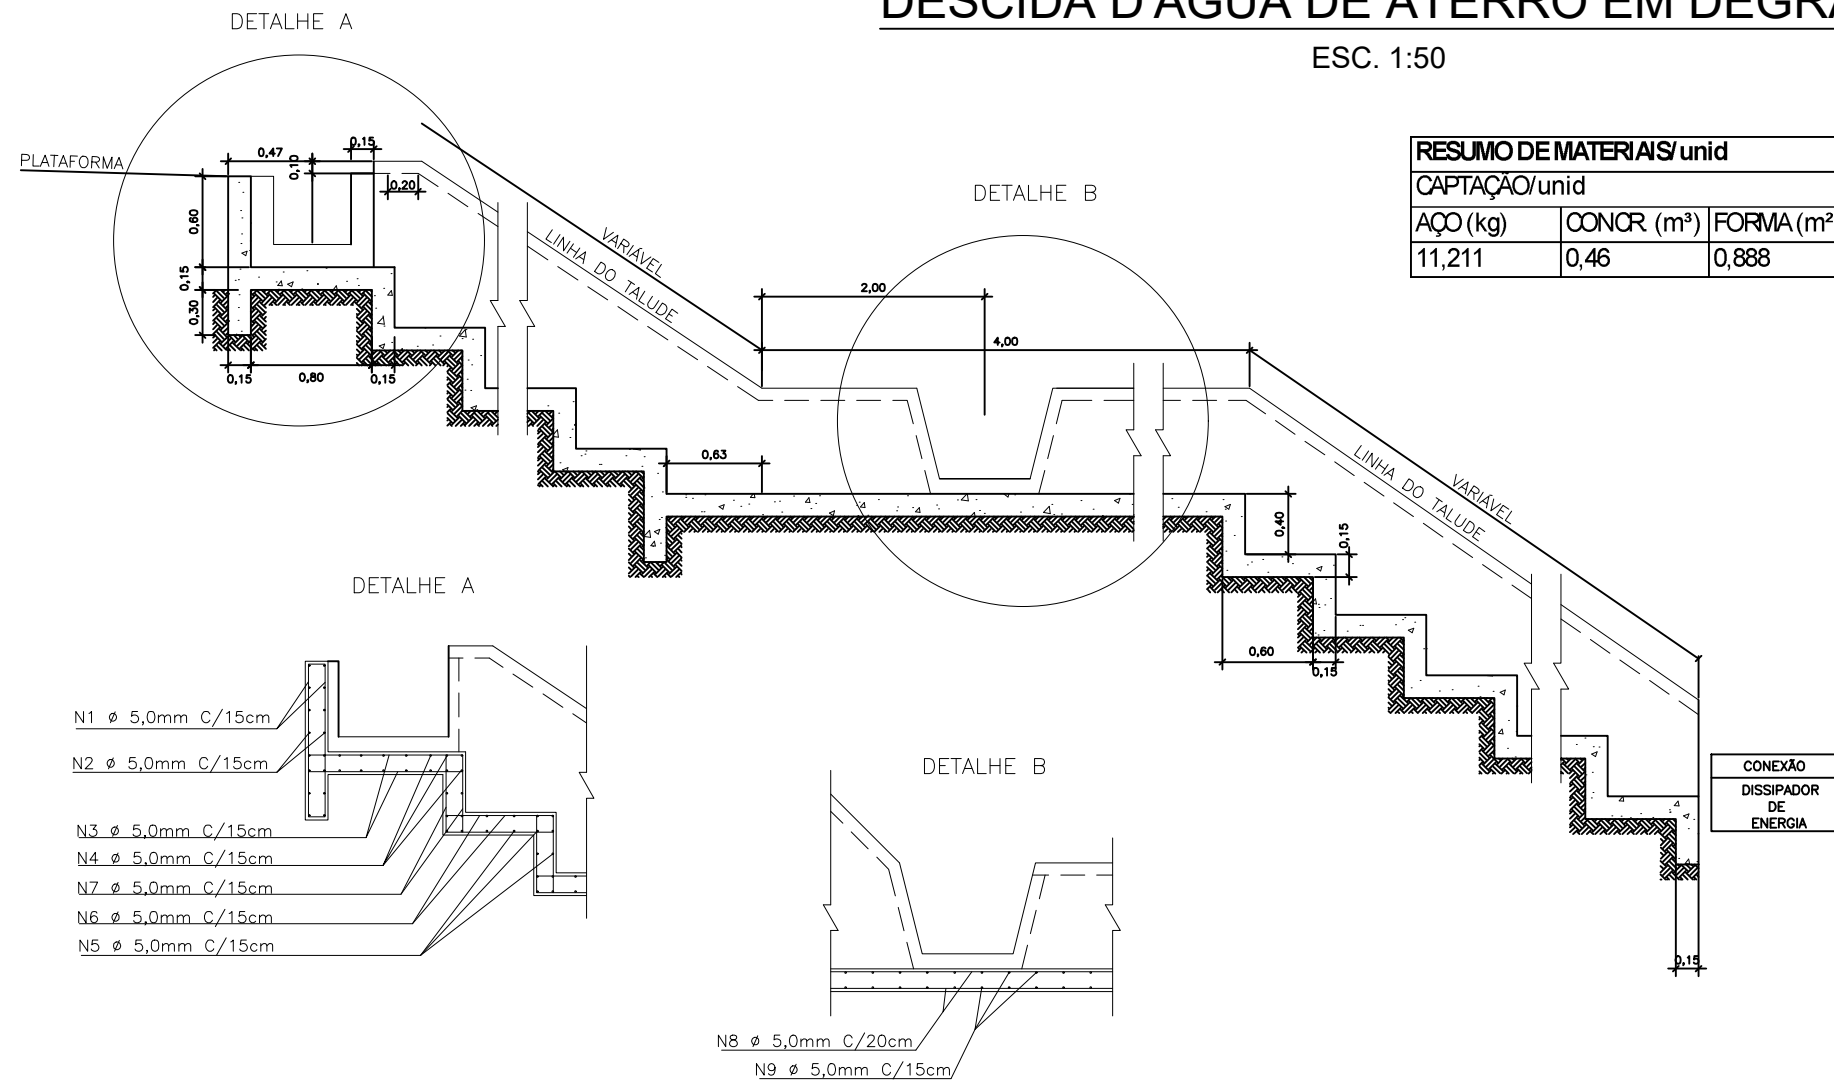 DETALHE A
DESCIDA D'ÁGUA DE ATERRO EM DEGRA
ESC. 1:50
RESUMO DE MATERIAIS/unid
CAPTAÇÃO/unid
AÇO (kg) CONCR. (m³) FORMA (m²
11,211 0,46 0,888
PLATAFORMA
0,47
0,10
0,15
0,20
0,60
0,15
0,30
0,15
0,80
0,15
VARIÁVEL
LINHA DO TALUDE
DETALHE B
2,00
4,00
0,63
0,40
0,15
0,60
0,15
VARIÁVEL
LINHA DO TALUDE
CONEXÃO
DISSIPADOR
DE
ENERGIA
0,15
DETALHE A
N1 ø 5,0mm C/15cm
N2 ø 5,0mm C/15cm
N3 ø 5,0mm C/15cm
N4 ø 5,0mm C/15cm
N7 ø 5,0mm C/15cm
N6 ø 5,0mm C/15cm
N5 ø 5,0mm C/15cm
DETALHE B
N8 ø 5,0mm C/20cm
N9 ø 5,0mm C/15cm